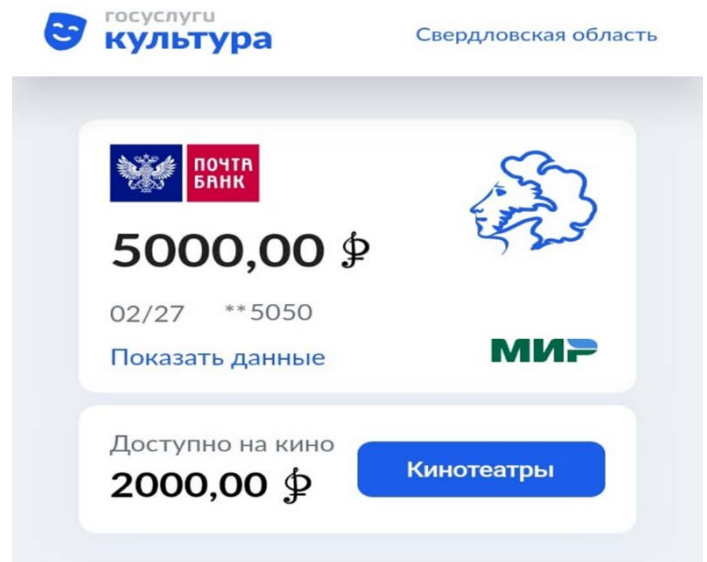 госуслуги
культура
Свердловская область
ПОЧТА
БАНК
5000,00 ₽
02/27 **5050
Показать данные
МИР
Доступно на кино
2000,00 ₽
Кинотеатры